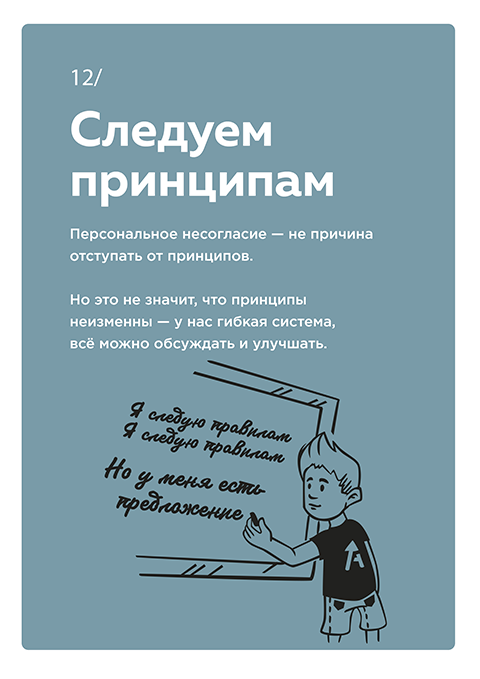 12/
Следуем
принципам
Персональное несогласие — не причина
отступать от принципов.
Но это не значит, что принципы
неизменны — у нас гибкая система,
всё можно обсуждать и улучшать.
Я следую правилам
Я следую правилам
Но у меня есть
предложение